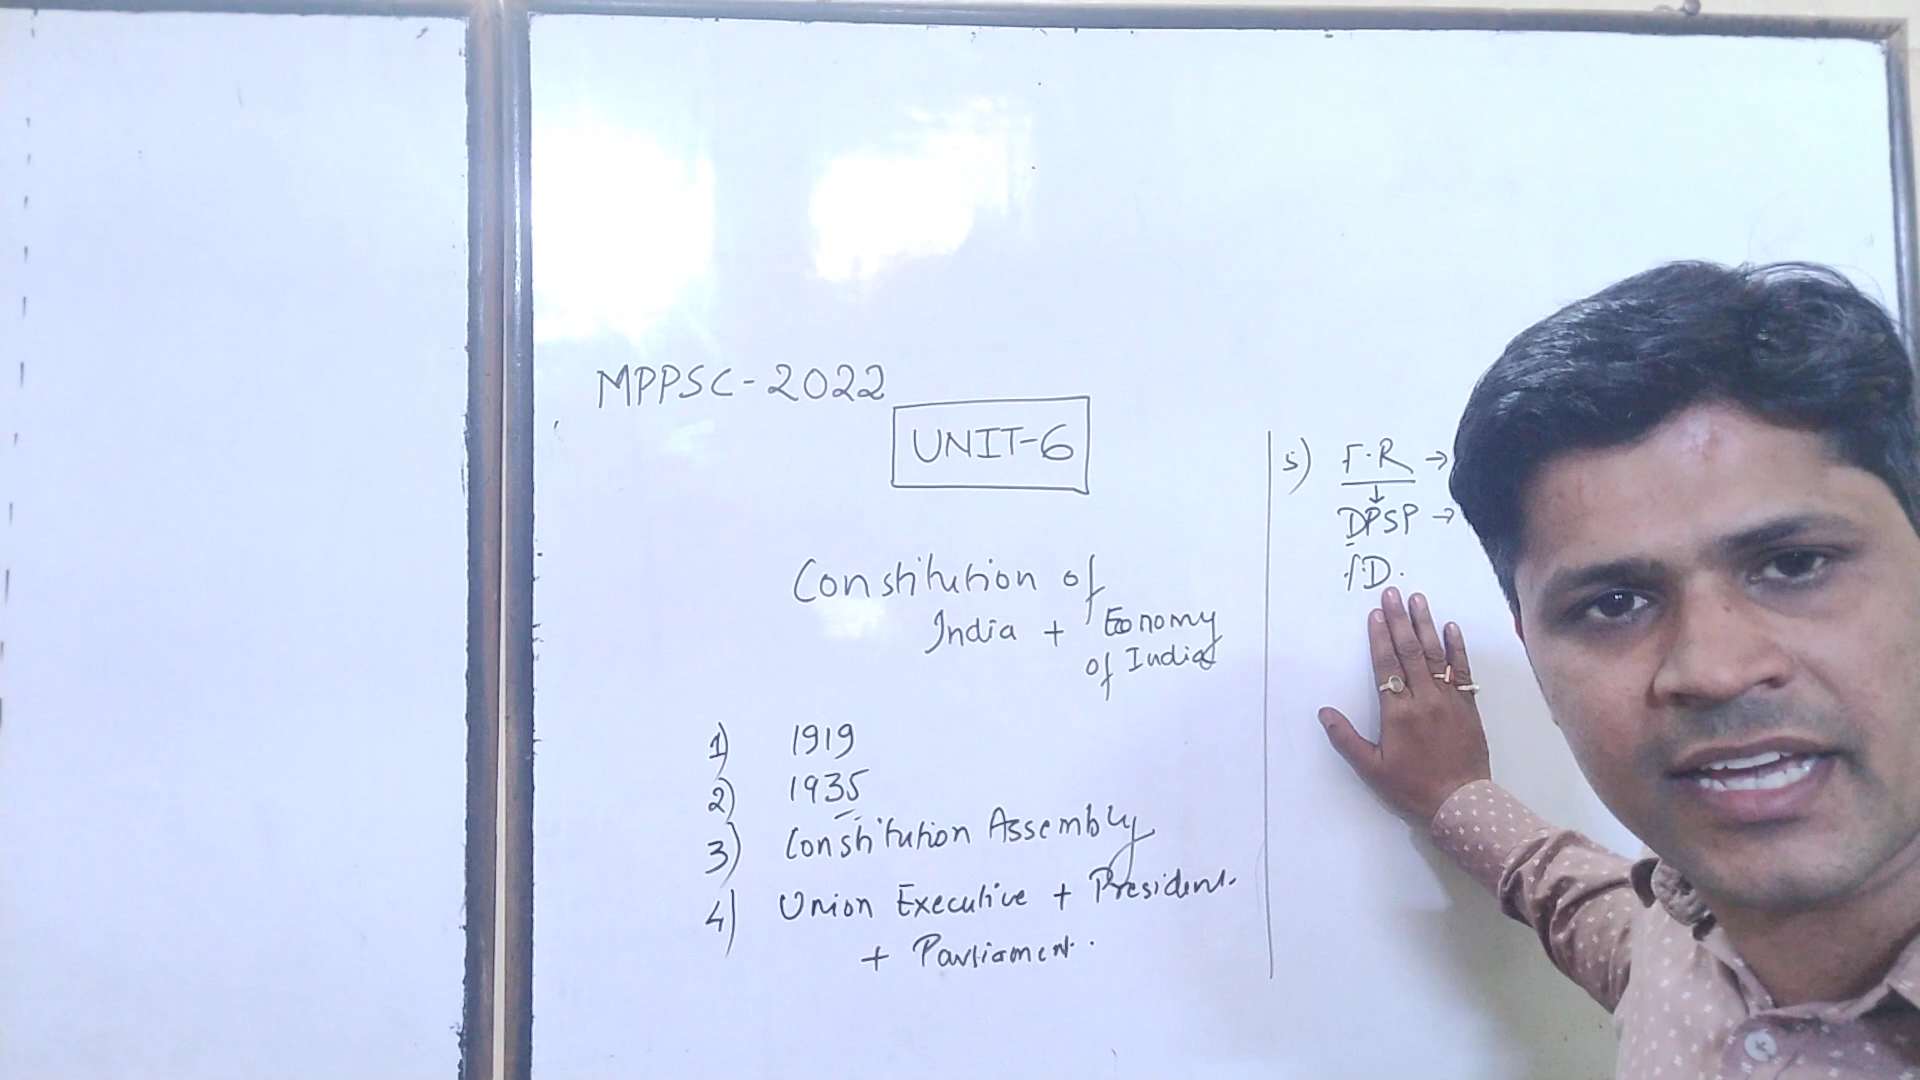 MPPSC-2022
UNIT-6
Constitution of
India + Economy
of India
1) 1919
2) 1935
3) Constitution Assembly
4) Union Executive + President.
+ Parliament.
5) F.R →
↓
DPSP →
f.D.